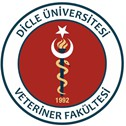 DİCLE ÜNİVERSİTESİ
1992
VETERİNER FAKÜLTESİ